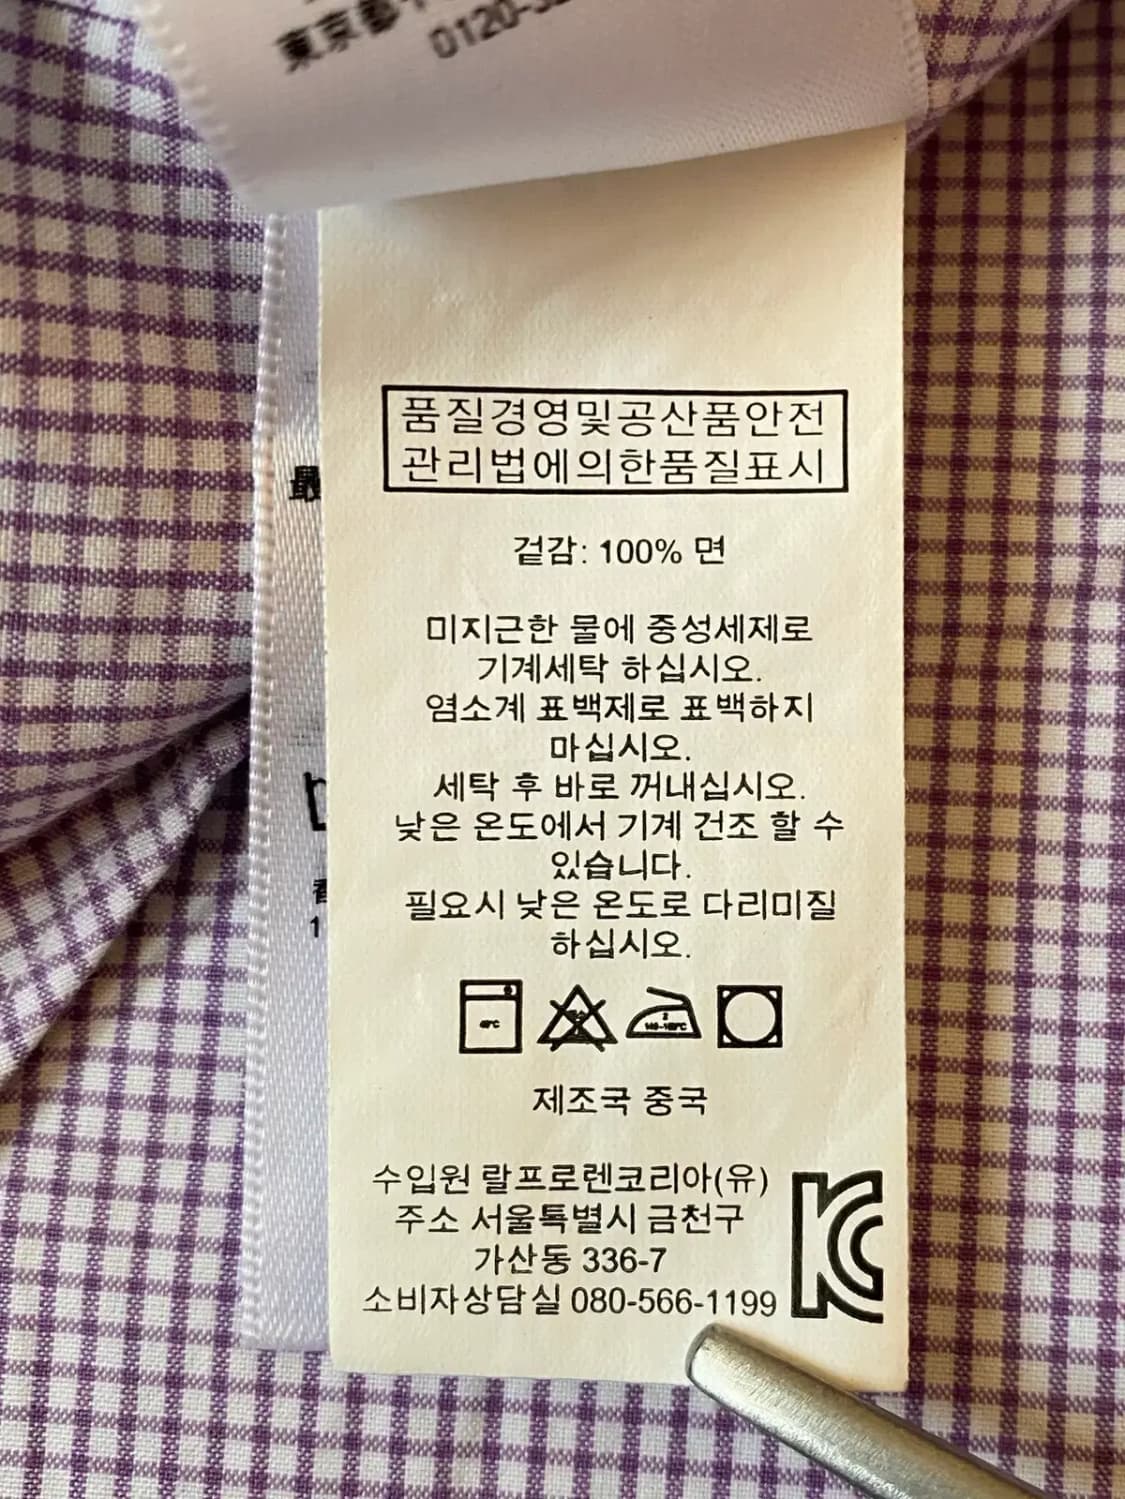 東京都
0120-3
最
品질경영및공산품안전
관리법에의한품질표시
겉감: 100% 면
미지근한 물에 중성세제로
기계세탁 하십시오.
염소계 표백제로 표백하지
마십시오.
세탁 후 바로 꺼내십시오.
낮은 온도에서 기계 건조 할 수
있습니다.
필요시 낮은 온도로 다리미질
하십시오.
제조국 중국
수입원 랄프로렌코리아(유)
주소 서울특별시 금천구
가산동 336-7
소비자상담실 080-566-1199